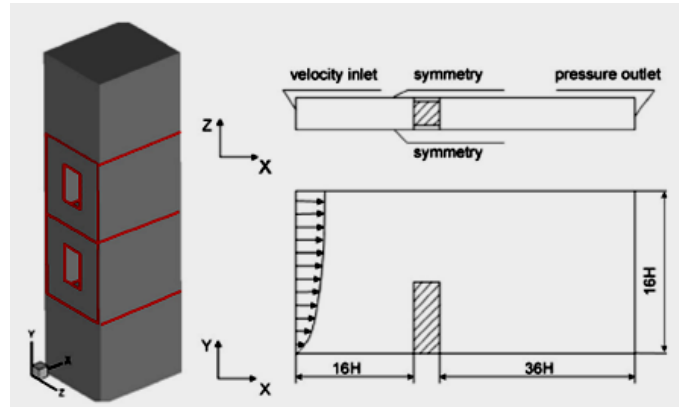 velocity inlet symmetry pressure outlet
Z
X
symmetry
16H
Y
X
16H 36H
Y
X
Z